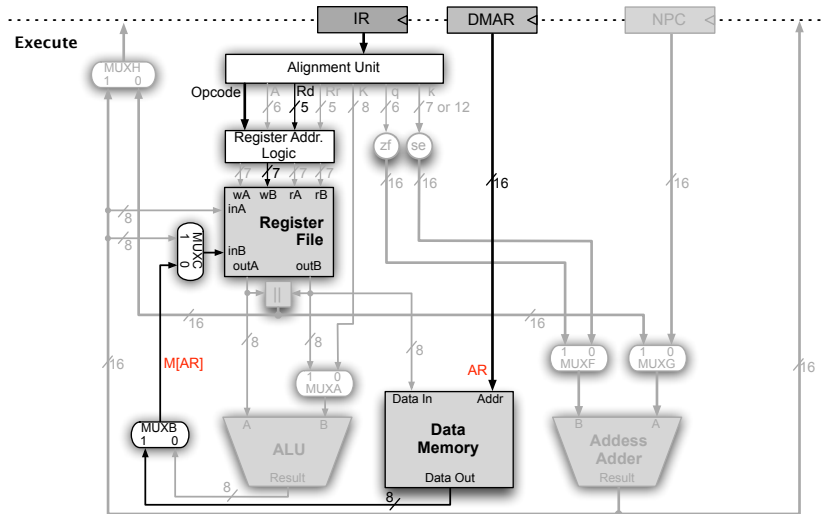 IR
DMAR
NPC
Execute
MUXH
1 0
Alignment Unit
Opcode
A
Rd
Rr
K
q
k
6
5
5
8
6
7 or 12
Register Addr.
Logic
zf
se
7
7
7
7
16
16
16
16
wA wB rA rB
inA
Register
File
inB
outA outB
8
8
MUXC
1 0
||
16
16
8
8
8
16
16
M[AR]
AR
1 0
MUXA
1 0
MUXF
1 0
MUXG
Data In Addr
Data
Memory
Data Out
MUXB
1 0
A B
ALU
Result
B A
Addess
Adder
Result
8
8